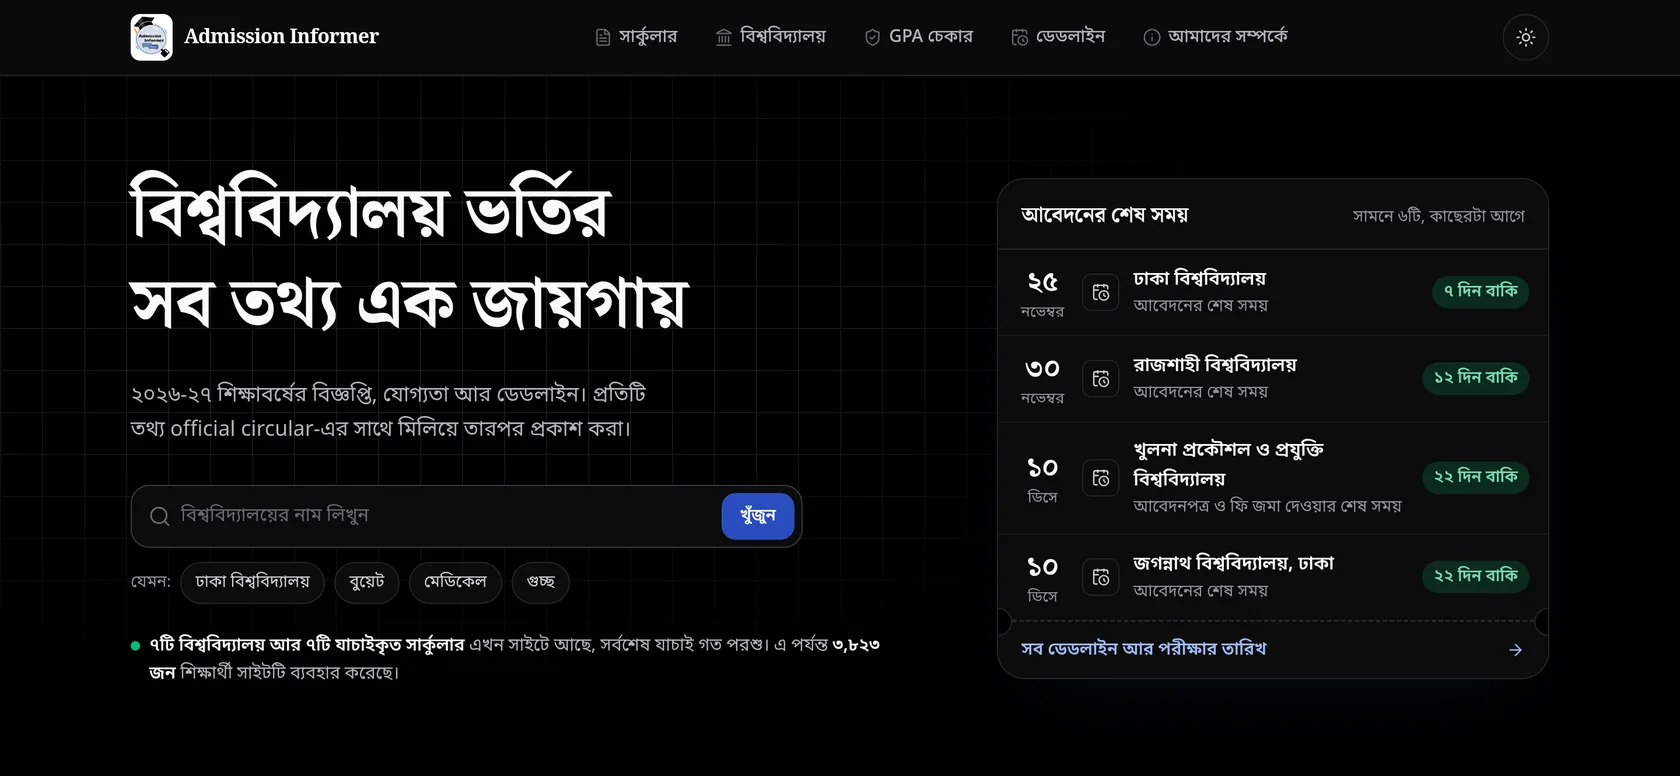 Admission Informer
সার্কুলার
বিশ্ববিদ্যালয়
GPA চেকার
ডেডলাইন
আমাদের সম্পর্কে
বিশ্ববিদ্যালয় ভর্তির
সব তথ্য এক জায়গায়
২০২৬-২৭ শিক্ষাবর্ষের বিজ্ঞপ্তি, যোগ্যতা আর ডেডলাইন। প্রতিটি
তথ্য official circular-এর সাথে মিলিয়ে তারপর প্রকাশ করা।
বিশ্ববিদ্যালয়ের নাম লিখুন
খুঁজুন
যেমন:
ঢাকা বিশ্ববিদ্যালয়
বুয়েট
মেডিকেল
গুচ্ছ
৭টি বিশ্ববিদ্যালয় আর ৭টি যাচাইকৃত সার্কুলার এখন সাইটে আছে, সর্বশেষ যাচাই গত পরশু। এ পর্যন্ত ৩,৮২৩
জন শিক্ষার্থী সাইটটি ব্যবহার করেছে।
আবেদনের শেষ সময়
সামনে ৬টি, কাছেরটা আগে
২৫
নভেম্বর
ঢাকা বিশ্ববিদ্যালয়
আবেদনের শেষ সময়
৭ দিন বাকি
৩০
নভেম্বর
রাজশাহী বিশ্ববিদ্যালয়
আবেদনের শেষ সময়
১২ দিন বাকি
১০
ডিসে
খুলনা প্রকৌশল ও প্রযুক্তি
বিশ্ববিদ্যালয়
আবেদনপত্র ও ফি জমা দেওয়ার শেষ সময়
২২ দিন বাকি
১০
ডিসে
জগন্নাথ বিশ্ববিদ্যালয়, ঢাকা
আবেদনের শেষ সময়
২২ দিন বাকি
সব ডেডলাইন আর পরীক্ষার তারিখ